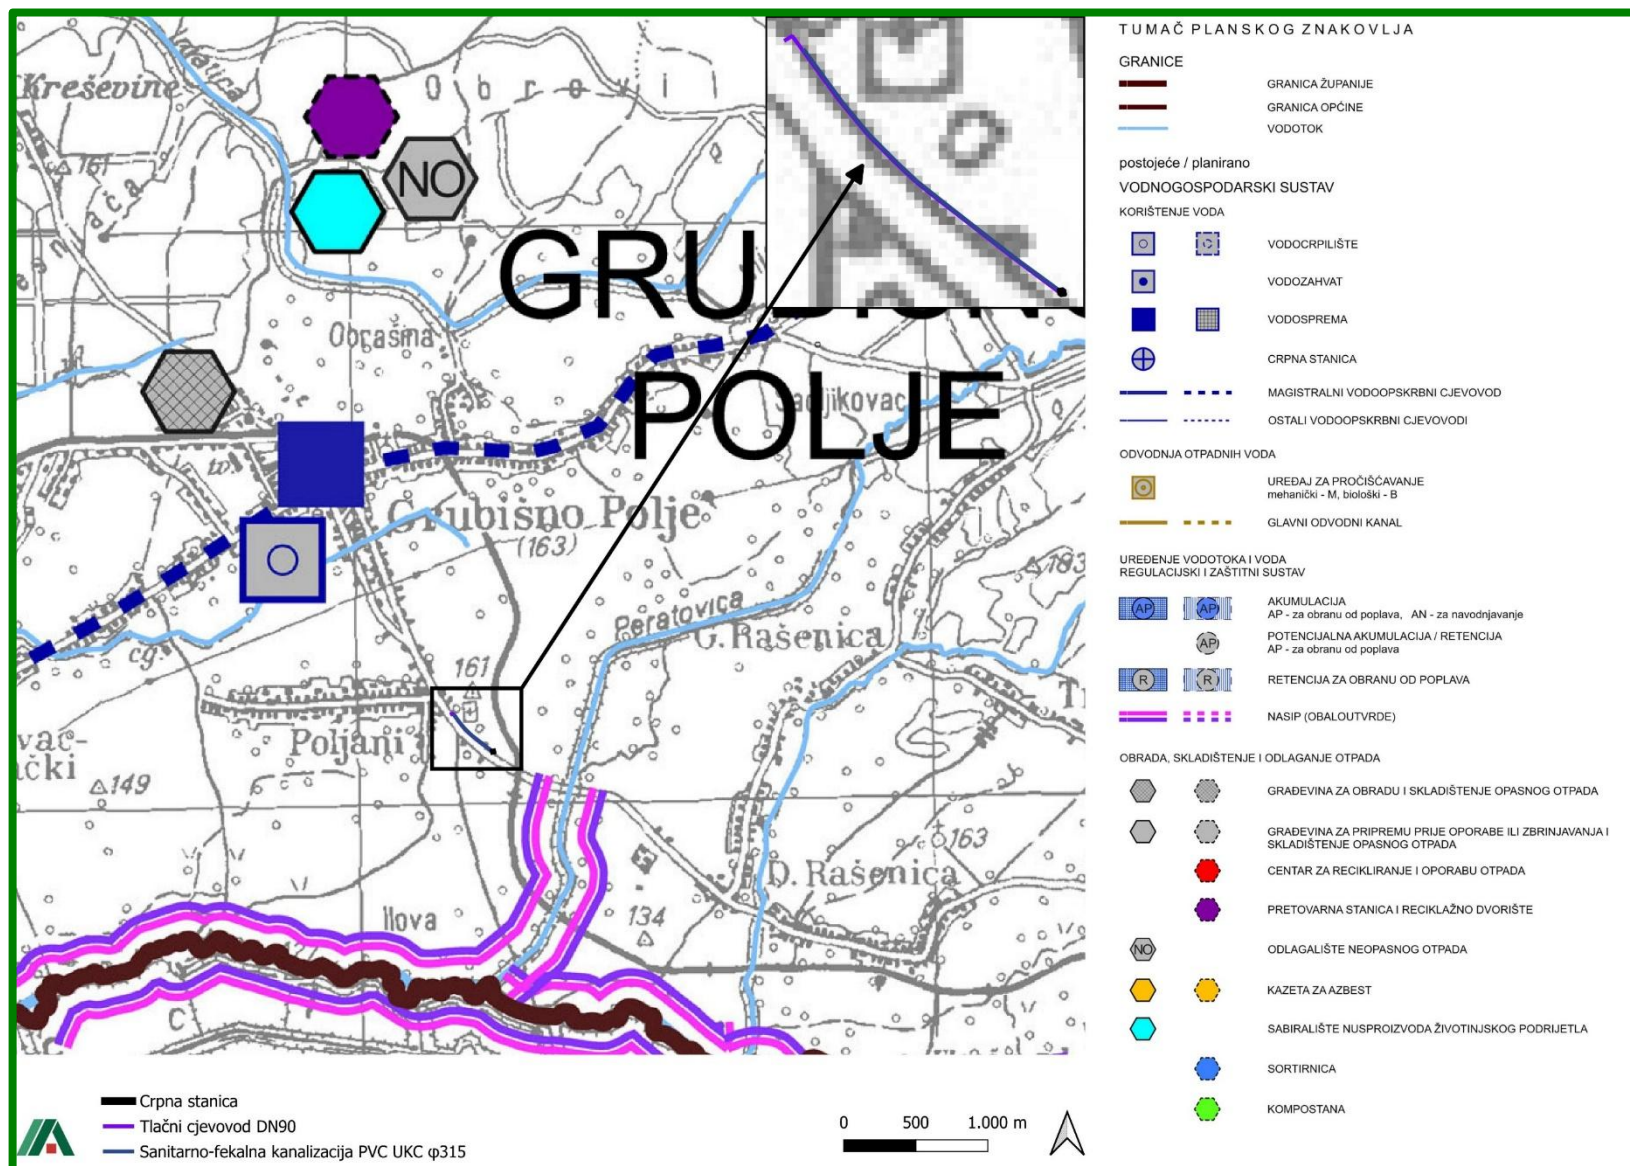 Kreševine
Obrovi
161
NO
GRU
POLJE
Obrašina
Sadjikovac
tv.
Grubišno Polje
(163)
193
Peratovica
G. Rašenica
cg.
161
Poljani
149
163
D. Rašenica
Ilova
134
C
Crpna stanica
Tlačni cjevovod DN90
Sanitarno-fekalna kanalizacija PVC UKC φ315
0 500 1.000 m
TUMAČ PLANSKOG ZNAKOVLJA
GRANICE
GRANICA ŽUPANIJE
GRANICA OPĆINE
VODOTOK
postojeće / planirano
VODNOGOSPODARSKI SUSTAV
KORIŠTENJE VODA
VODOCRPILIŠTE
VODOZAHVAT
VODOSPREMA
CRPNA STANICA
MAGISTRALNI VODOOPSKRBNI CJEVOVOD
OSTALI VODOOPSKRBNI CJEVOVODI
ODVODNJA OTPADNIH VODA
UREĐAJ ZA PROČIŠĆAVANJE
mehanički - M, biološki - B
GLAVNI ODVODNI KANAL
UREĐENJE VODOTOKA I VODA
REGULACIJSKI I ZAŠTITNI SUSTAV
AP AP AKUMULACIJA
AP - za obranu od poplava, AN - za navodnjavanje
AP POTENCIJALNA AKUMULACIJA / RETENCIJA
AP - za obranu od poplava
R R RETENCIJA ZA OBRANU OD POPLAVA
NASIP (OBALOUTVRDE)
OBRADA, SKLADIŠTENJE I ODLAGANJE OTPADA
GRAĐEVINA ZA OBRADU I SKLADIŠTENJE OPASNOG OTPADA
GRAĐEVINA ZA PRIPREMU PRIJE OPORABE ILI ZBRINJAVANJA I
SKLADIŠTENJE OPASNOG OTPADA
CENTAR ZA RECIKLIRANJE I OPORABU OTPADA
PRETOVARNA STANICA I RECIKLAŽNO DVORIŠTE
NO ODLAGALIŠTE NEOPASNOG OTPADA
KAZETA ZA AZBEST
SABIRALIŠTE NUSPROIZVODA ŽIVOTINJSKOG PODRIJETLA
SORTIRNICA
KOMPOSTANA